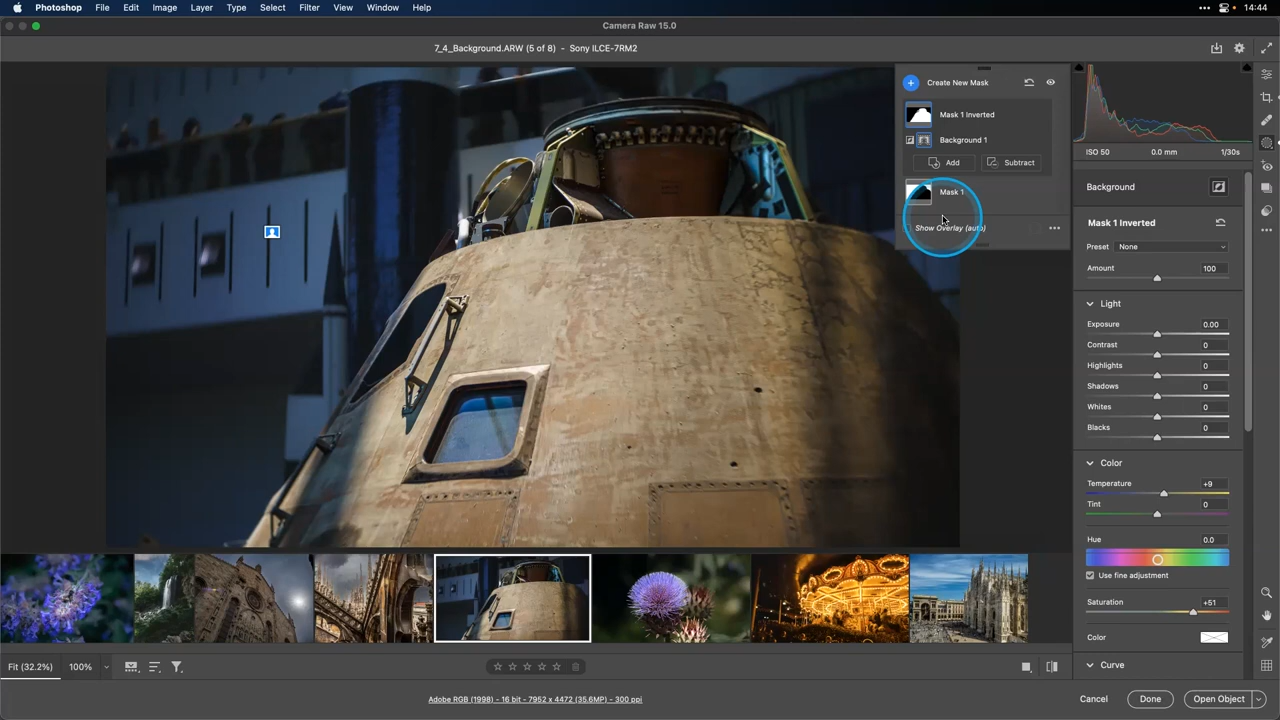 Photoshop File Edit Image Layer Type Select Filter View Window Help 14:44
Camera Raw 15.0
7_4_Background.ARW (5 of 8) - Sony ILCE-7RM2
Create New Mask
Mask 1 Inverted
Background 1
Add Subtract
Mask 1
Show Overlay (auto)
ISO 50 0.0 mm 1/30s
Background
Mask 1 Inverted
Preset None
Amount 100
Light
Exposure 0.00
Contrast 0
Highlights 0
Shadows 0
Whites 0
Blacks 0
Color
Temperature +9
Tint 0
Hue 0.0
Use fine adjustment
Saturation +51
Color
Curve
Fit (32.2%) 100%
Adobe RGB (1998) - 16 bit - 7952 x 4472 (35.6MP) - 300 ppi
Cancel Done Open Object